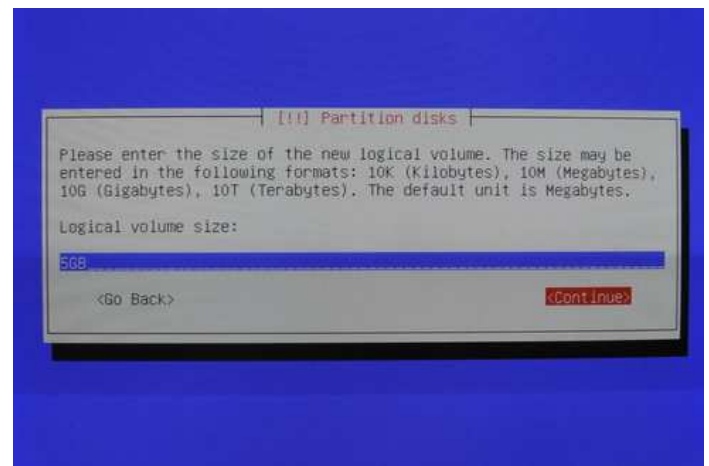 [!!] Partition disks
Please enter the size of the new logical volume. The size may be
entered in the following formats: 10K (Kilobytes), 10M (Megabytes),
10G (Gigabytes), 10T (Terabytes). The default unit is Megabytes.
Logical volume size:
5GB
<Go Back> <Continue>